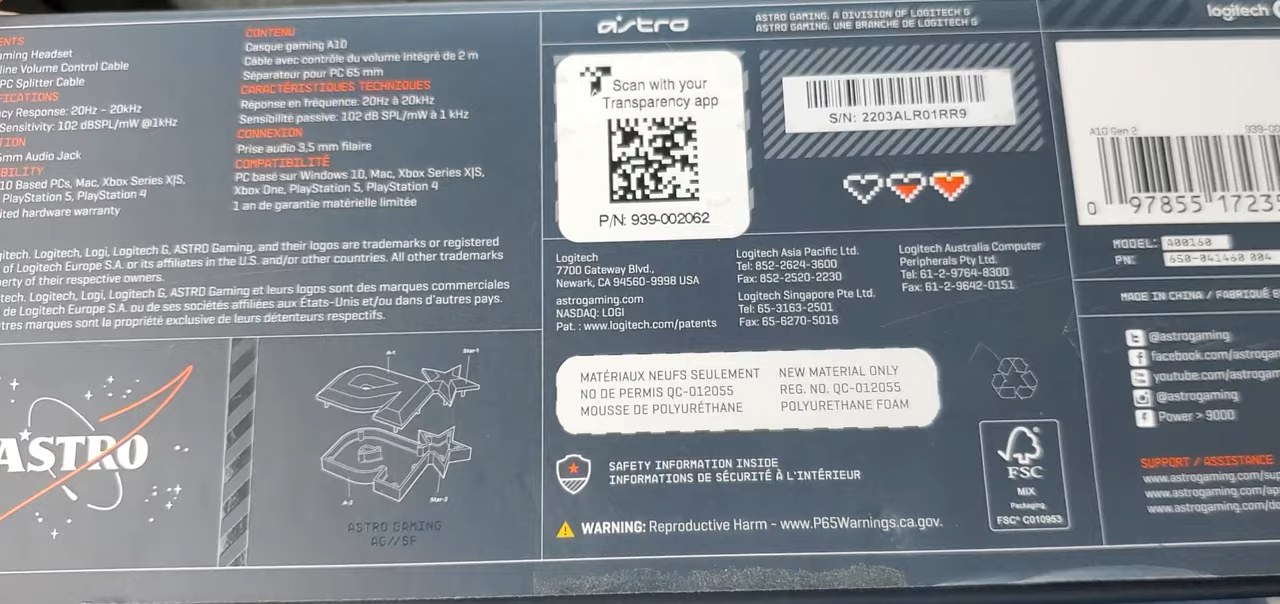 ENTS
aming Headset
line Volume Control Cable
PC Splitter Cable
FICATIONS
cy Response: 20Hz - 20kHz
Sensitivity: 102 dBSPL/mW @1kHz
TION
5mm Audio Jack
BILITY
10 Based PCs, Mac, Xbox Series X|S,
PlayStation 5, PlayStation 4
ited hardware warranty
CONTENU
Casque gaming A10
Câble avec contrôle du volume intégré de 2 m
Séparateur pour PC 65 mm
CARACTÉRISTIQUES TECHNIQUES
Réponse en fréquence: 20Hz à 20kHz
Sensibilité passive: 102 dB SPL/mW à 1 kHz
CONNEXION
Prise audio 3,5 mm filaire
COMPATIBILITÉ
PC basé sur Windows 10, Mac, Xbox Series X|S,
Xbox One, PlayStation 5, PlayStation 4
1 an de garantie matérielle limitée
gitech. Logitech, Logi, Logitech G, ASTRO Gaming, and their logos are trademarks or registered
of Logitech Europe S.A. or its affiliates in the U.S. and/or other countries. All other trademarks
erty of their respective owners.
tech. Logitech, Logi, Logitech G, ASTRO Gaming et leurs logos sont des marques commerciales
de Logitech Europe S.A. ou de ses sociétés affiliées aux États-Unis et/ou dans d'autres pays.
tres marques sont la propriété exclusive de leurs détenteurs respectifs.
ASTRO
A-1
Star-1
A-2
Star-2
ASTRO GAMING
AG//SF
astro
ASTRO GAMING, A DIVISION OF LOGITECH G
ASTRO GAMING, UNE BRANCHE DE LOGITECH G
Scan with your
Transparency app
P/N: 939-002062
S/N: 2203ALR01RR9
Logitech
7700 Gateway Blvd.,
Newark, CA 94560-9998 USA
astrogaming.com
NASDAQ: LOGI
Pat. : www.logitech.com/patents
Logitech Asia Pacific Ltd.
Tel: 852-2624-3600
Fax: 852-2520-2230
Logitech Singapore Pte Ltd.
Tel: 65-3163-2501
Fax: 65-6270-5016
Logitech Australia Computer
Peripherals Pty Ltd.
Tel: 61-2-9764-8300
Fax: 61-2-9642-0151
MATÉRIAUX NEUFS SEULEMENT
NO DE PERMIS QC-012055
MOUSSE DE POLYURÉTHANE
NEW MATERIAL ONLY
REG. NO. QC-012055
POLYURETHANE FOAM
SAFETY INFORMATION INSIDE
INFORMATIONS DE SÉCURITÉ À L'INTÉRIEUR
WARNING: Reproductive Harm - www.P65Warnings.ca.gov.
FSC
MIX
Packaging
FSC® C010953
logitech
A10 Gen 2
939-00
0 97855 1723
MODEL: A00160
PN: 650-041460 004
MADE IN CHINA / FABRIQUÉ E
@astrogaming
facebook.com/astrogam
youtube.com/astrogam
@astrogaming
Power > 9000
SUPPORT / ASSISTANCE
www.astrogaming.com/sup
www.astrogaming.com/ap
www.astrogaming.com/do